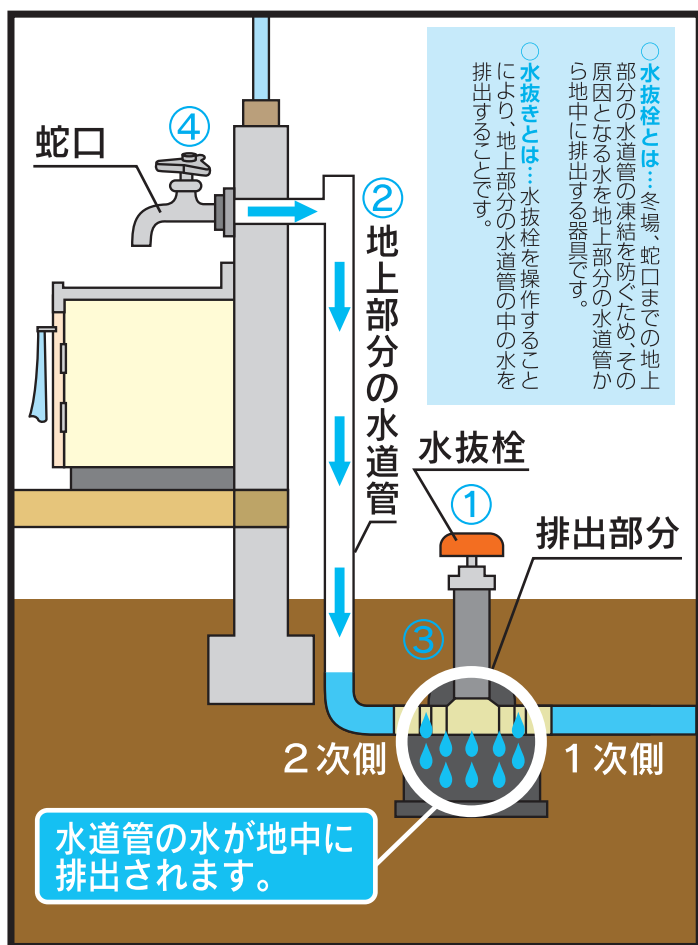 ○水抜栓とは…冬場、蛇口までの地上
部分の水道管の凍結を防ぐため、その
原因となる水を地上部分の水道管か
ら地中に排出する器具です。
○水抜きとは…水抜栓を操作すること
により、地上部分の水道管の中の水を
排出することです。
④
蛇口
②
地上部分の水道管
水抜栓
①
排出部分
③
2次側
1次側
水道管の水が地中に
排出されます。